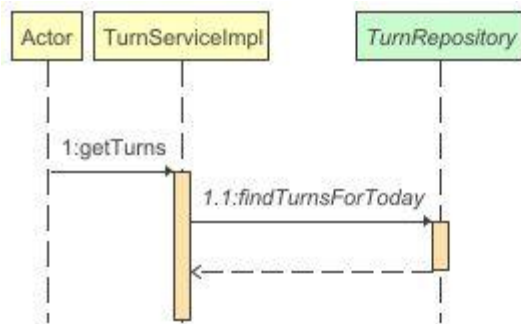 Actor
TurnServiceImpl
TurnRepository
1:getTurns
1.1:findTurnsForToday